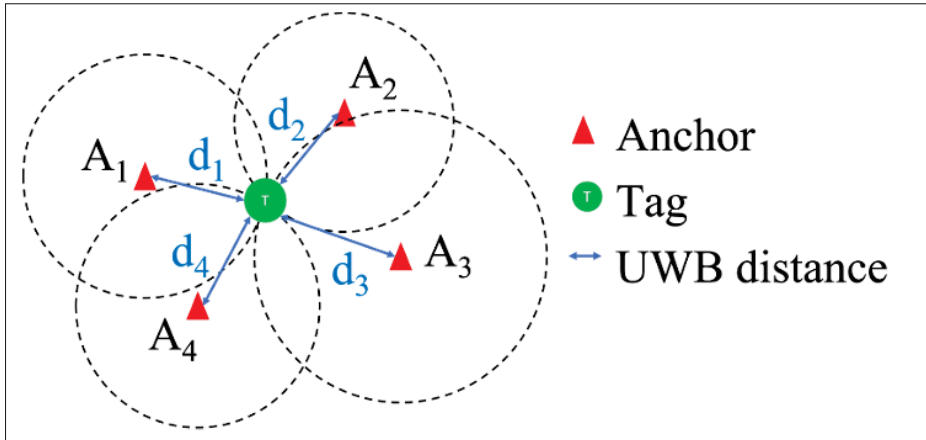 A₂
d₂
A₁
d₁
T
d₄
d₃
A₃
A₄
Anchor
T
Tag
UWB distance